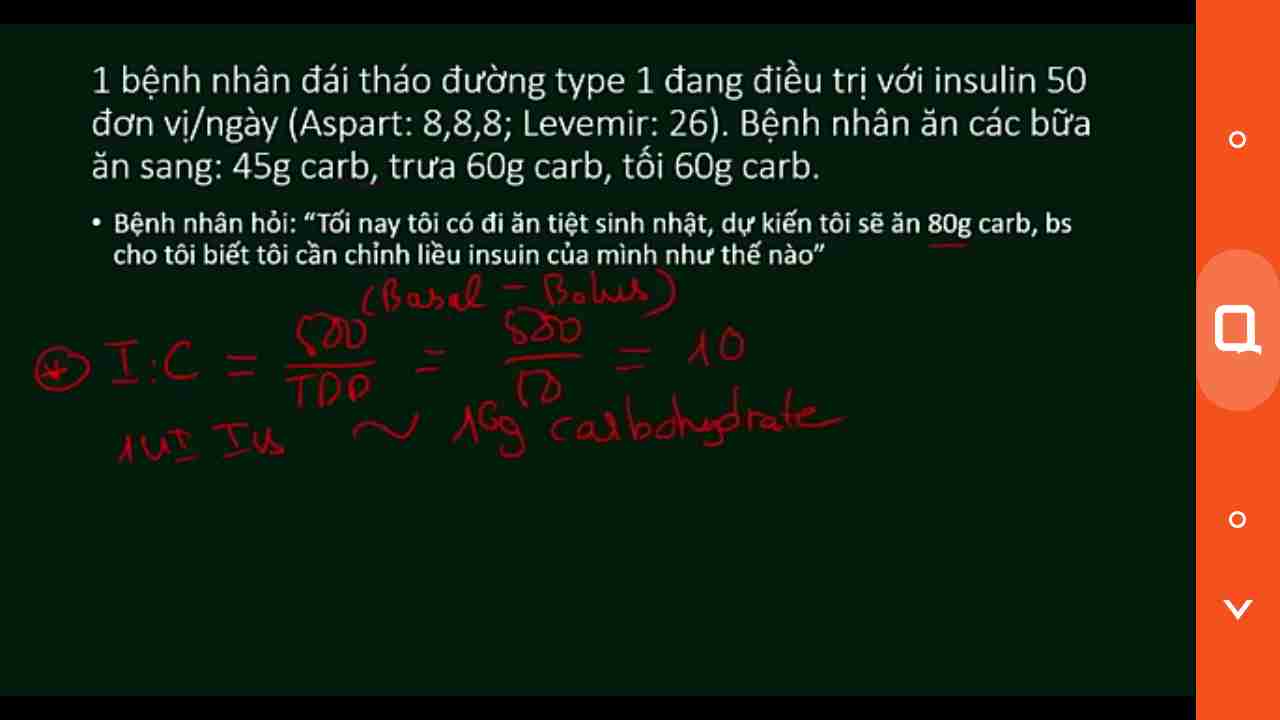 1 bệnh nhân đái tháo đường type 1 đang điều trị với insulin 50
đơn vị/ngày (Aspart: 8,8,8; Levemir: 26). Bệnh nhân ăn các bữa
ăn sang: 45g carb, trưa 60g carb, tối 60g carb.
• Bệnh nhân hỏi: “Tối nay tôi có đi ăn tiệt sinh nhật, dự kiến tôi sẽ ăn 80g carb, bs
cho tôi biết tôi cần chỉnh liều insuin của mình như thế nào”
(Basal - Bolus)
I:C = 500/TDD = 500/50 = 10
1UI Ius ~ 10g carbohydrate